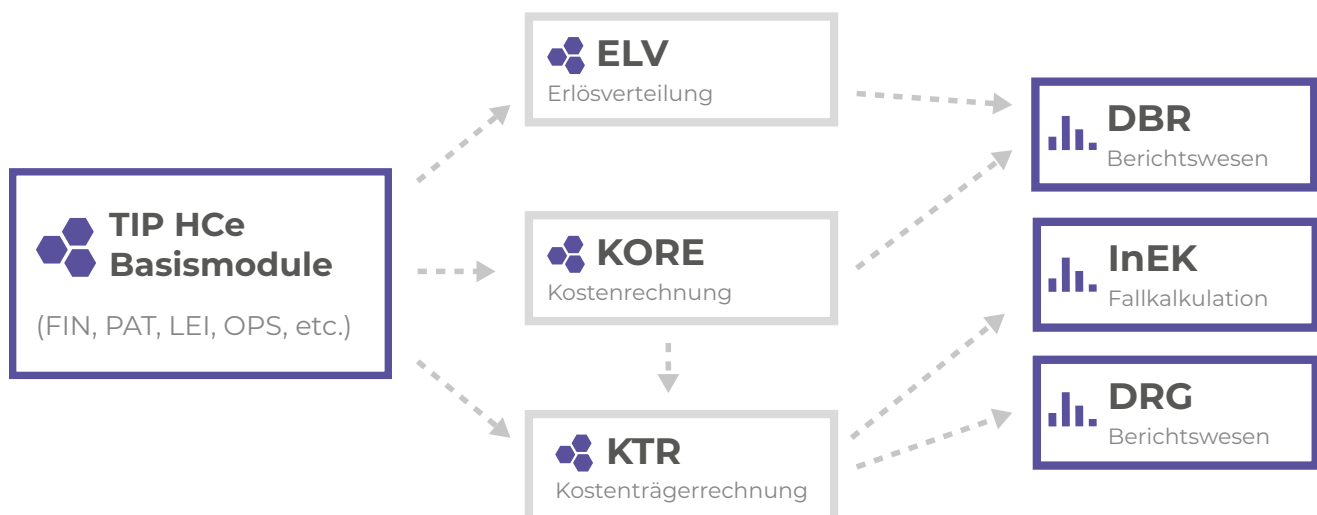 TIP HCe
Basismodule
(FIN, PAT, LEI, OPS, etc.)
ELV
Erlösverteilung
KORE
Kostenrechnung
KTR
Kostenträgerrechnung
DBR
Berichtswesen
InEK
Fallkalkulation
DRG
Berichtswesen